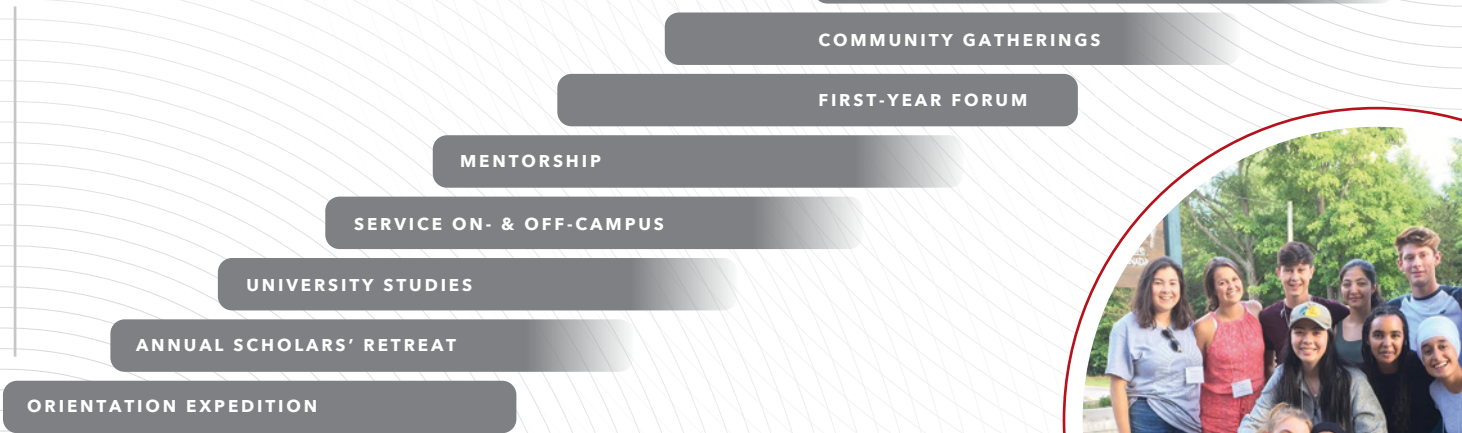 COMMUNITY GATHERINGS
FIRST-YEAR FORUM
MENTORSHIP
SERVICE ON- & OFF-CAMPUS
UNIVERSITY STUDIES
ANNUAL SCHOLARS’ RETREAT
ORIENTATION EXPEDITION